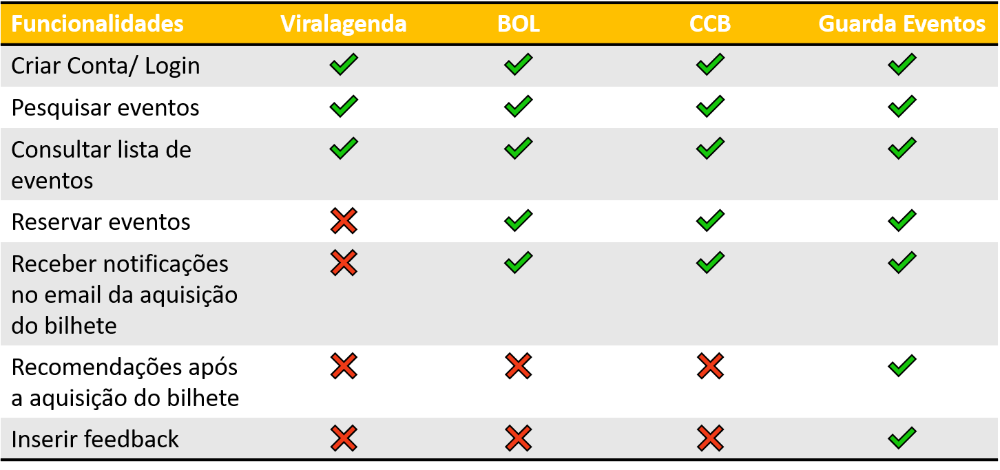 Funcionalidades Viralagenda BOL CCB Guarda Eventos
Criar Conta/ Login
Pesquisar eventos
Consultar lista de
eventos
Reservar eventos
Receber notificações
no email da aquisição
do bilhete
Recomendações após
a aquisição do bilhete
Inserir feedback